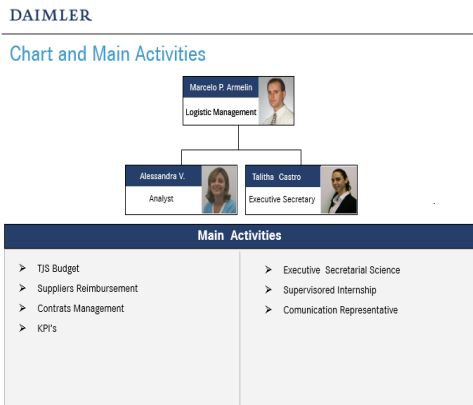 DAIMLER
Chart and Main Activities
Marcelo P. Armelin
Logistic Management
Alessandra V.
Analyst
Talitha Castro
Executive Secretary
Main Activities
TJS Budget
Suppliers Reimbursement
Contrats Management
KPI's
Executive Secretarial Science
Supervisored Internship
Comunication Representative